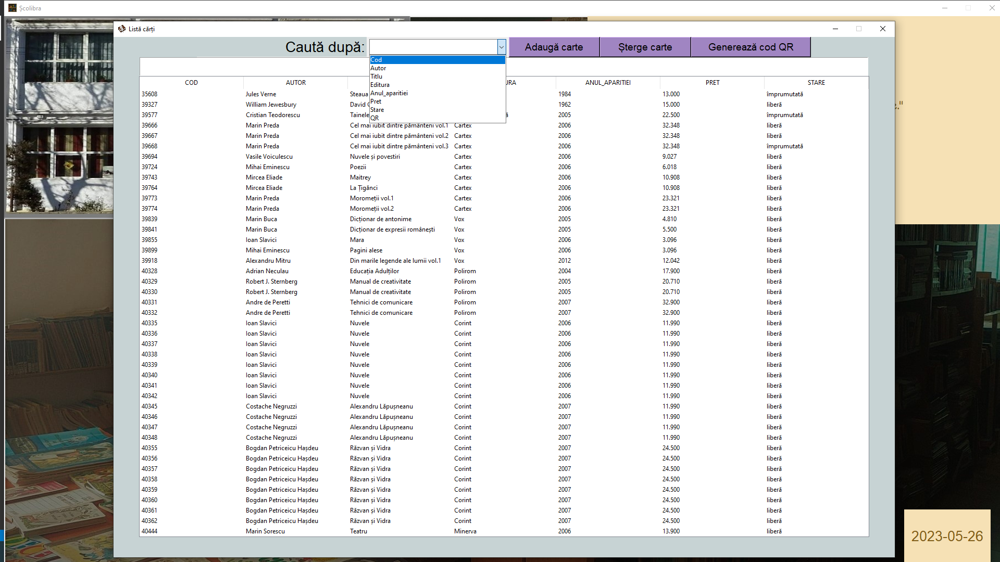 Școlibra
Listă cărți
Caută după:
Adaugă carte
Șterge carte
Generează cod QR
Cod
Autor
Titlu
Editura
Anul_aparitiei
Pret
Stare
QR
COD AUTOR URA ANUL_APARITIEI PRET STARE
35608 Jules Verne Steaua 1984 13.000 împrumutată
39327 William Jewesbury David 1962 15.000 liberă
39577 Cristian Teodorescu Tainele 2005 22.500 împrumutată
39666 Marin Preda Cel mai iubit dintre pământeni vol.1 Cartex 2006 32.348 liberă
39667 Marin Preda Cel mai iubit dintre pământeni vol.2 Cartex 2006 32.348 liberă
39668 Marin Preda Cel mai iubit dintre pământeni vol.3 Cartex 2006 32.348 împrumutată
39694 Vasile Voiculescu Nuvele și povestiri Cartex 2006 9.027 liberă
39724 Mihai Eminescu Poezii Cartex 2006 6.018 liberă
39743 Mircea Eliade Maitrey Cartex 2006 10.908 liberă
39764 Mircea Eliade La Țigănci Cartex 2006 10.908 liberă
39773 Marin Preda Moromeții vol.1 Cartex 2006 23.321 liberă
39774 Marin Preda Moromeții vol.2 Cartex 2006 23.321 liberă
39839 Marin Buca Dicționar de antonime Vox 2005 4.810 liberă
39841 Marin Buca Dicționar de expresii românești Vox 2005 5.500 liberă
39855 Ioan Slavici Mara Vox 2006 3.096 liberă
39899 Mihai Eminescu Pagini alese Vox 2006 3.096 liberă
39918 Alexandru Mitru Din marile legende ale lumii vol.1 Vox 2012 12.042 liberă
40328 Adrian Neculau Educația Adulților Polirom 2004 17.900 liberă
40329 Robert J. Sternberg Manual de creativitate Polirom 2005 20.710 liberă
40330 Robert J. Sternberg Manual de creativitate Polirom 2005 20.710 liberă
40331 Andre de Peretti Tehnici de comunicare Polirom 2007 32.900 liberă
40332 Andre de Peretti Tehnici de comunicare Polirom 2007 32.900 liberă
40335 Ioan Slavici Nuvele Corint 2006 11.990 liberă
40336 Ioan Slavici Nuvele Corint 2006 11.990 liberă
40337 Ioan Slavici Nuvele Corint 2006 11.990 liberă
40338 Ioan Slavici Nuvele Corint 2006 11.990 liberă
40339 Ioan Slavici Nuvele Corint 2006 11.990 liberă
40340 Ioan Slavici Nuvele Corint 2006 11.990 liberă
40341 Ioan Slavici Nuvele Corint 2006 11.990 liberă
40342 Ioan Slavici Nuvele Corint 2006 11.990 liberă
40345 Costache Negruzzi Alexandru Lăpușneanu Corint 2007 11.990 liberă
40346 Costache Negruzzi Alexandru Lăpușneanu Corint 2007 11.990 liberă
40347 Costache Negruzzi Alexandru Lăpușneanu Corint 2007 11.990 liberă
40348 Costache Negruzzi Alexandru Lăpușneanu Corint 2007 11.990 liberă
40355 Bogdan Petriceicu Hașdeu Răzvan și Vidra Corint 2007 24.500 liberă
40356 Bogdan Petriceicu Hașdeu Răzvan și Vidra Corint 2007 24.500 liberă
40357 Bogdan Petriceicu Hașdeu Răzvan și Vidra Corint 2007 24.500 liberă
40358 Bogdan Petriceicu Hașdeu Răzvan și Vidra Corint 2007 24.500 liberă
40359 Bogdan Petriceicu Hașdeu Răzvan și Vidra Corint 2007 24.500 liberă
40360 Bogdan Petriceicu Hașdeu Răzvan și Vidra Corint 2007 24.500 liberă
40361 Bogdan Petriceicu Hașdeu Răzvan și Vidra Corint 2007 24.500 liberă
40362 Bogdan Petriceicu Hașdeu Răzvan și Vidra Corint 2007 24.500 liberă
40444 Marin Sorescu Teatru Minerva 2006 13.900 liberă
2023-05-26